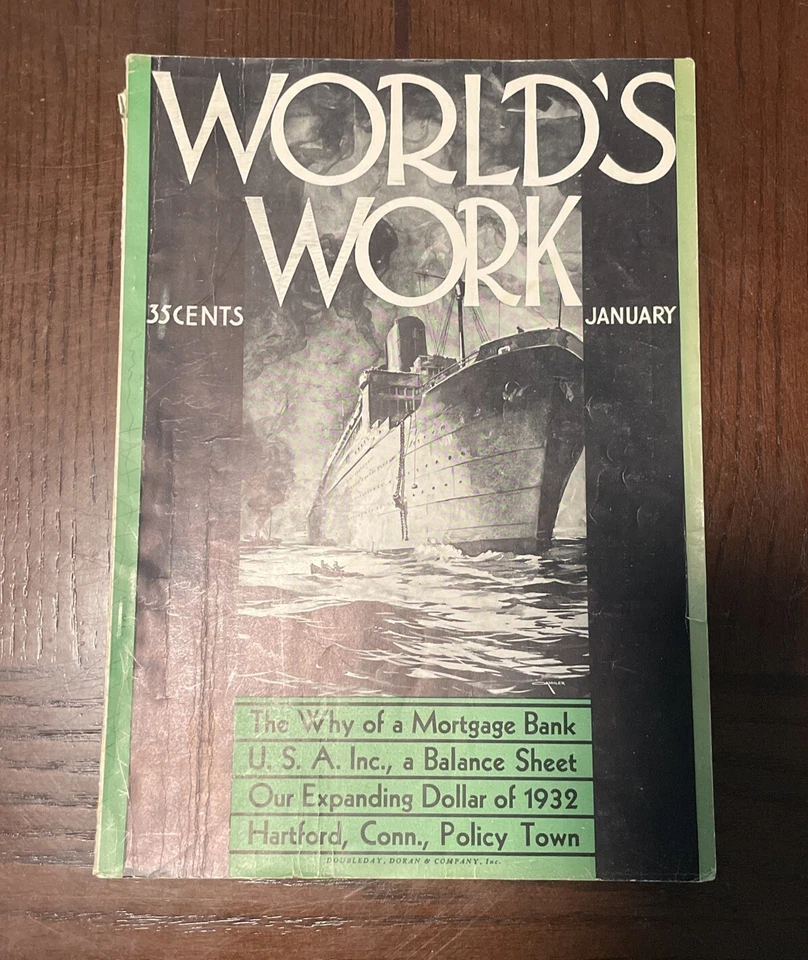 WORLD'S
WORK
35 CENTS
JANUARY
The Why of a Mortgage Bank
U. S. A. Inc., a Balance Sheet
Our Expanding Dollar of 1932
Hartford, Conn., Policy Town
DOUBLEDAY, DORAN & COMPANY, Inc.